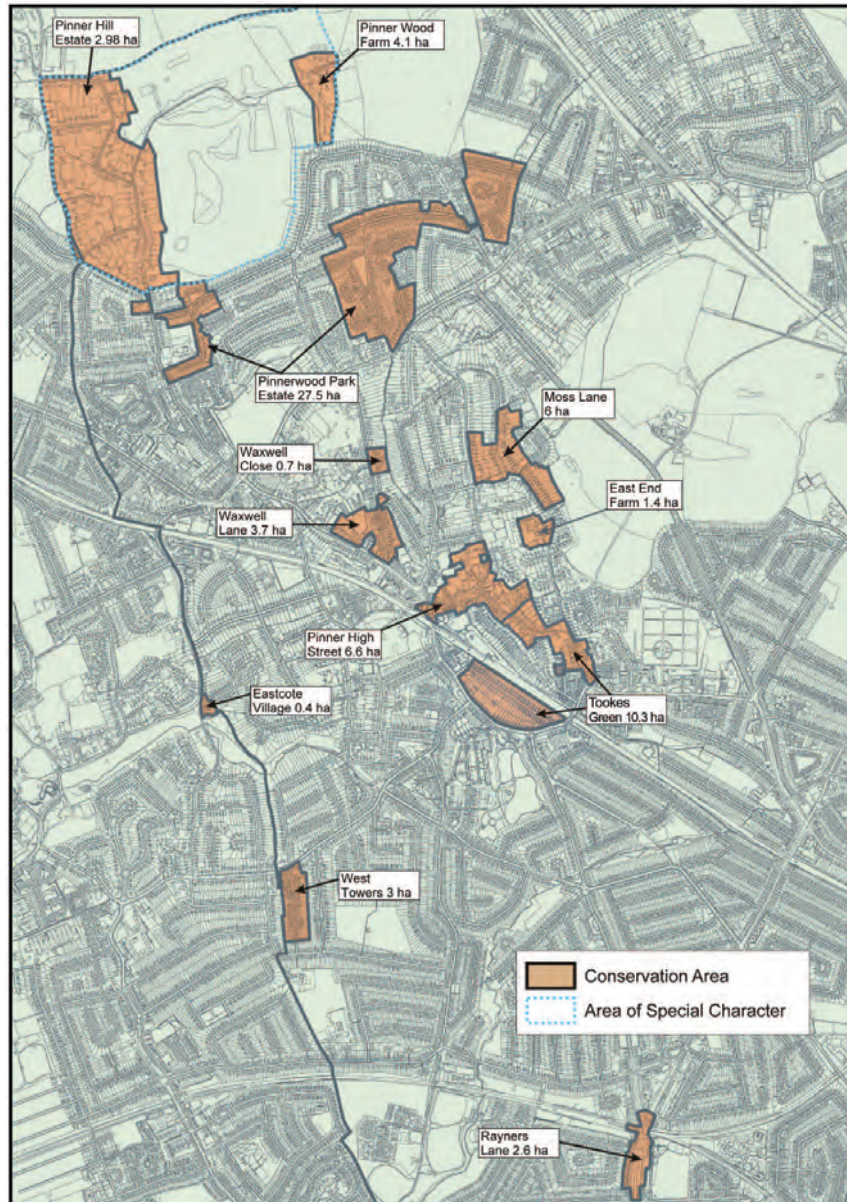 Pinner Hill
Estate 2.98 ha
Pinner Wood
Farm 4.1 ha
Pinnerwood Park
Estate 27.5 ha
Moss Lane
6 ha
Waxwell
Close 0.7 ha
East End
Farm 1.4 ha
Waxwell
Lane 3.7 ha
Pinner High
Street 6.6 ha
Eastcote
Village 0.4 ha
Tookes
Green 10.3 ha
West
Towers 3 ha
Conservation Area
Area of Special Character
Rayners
Lane 2.6 ha